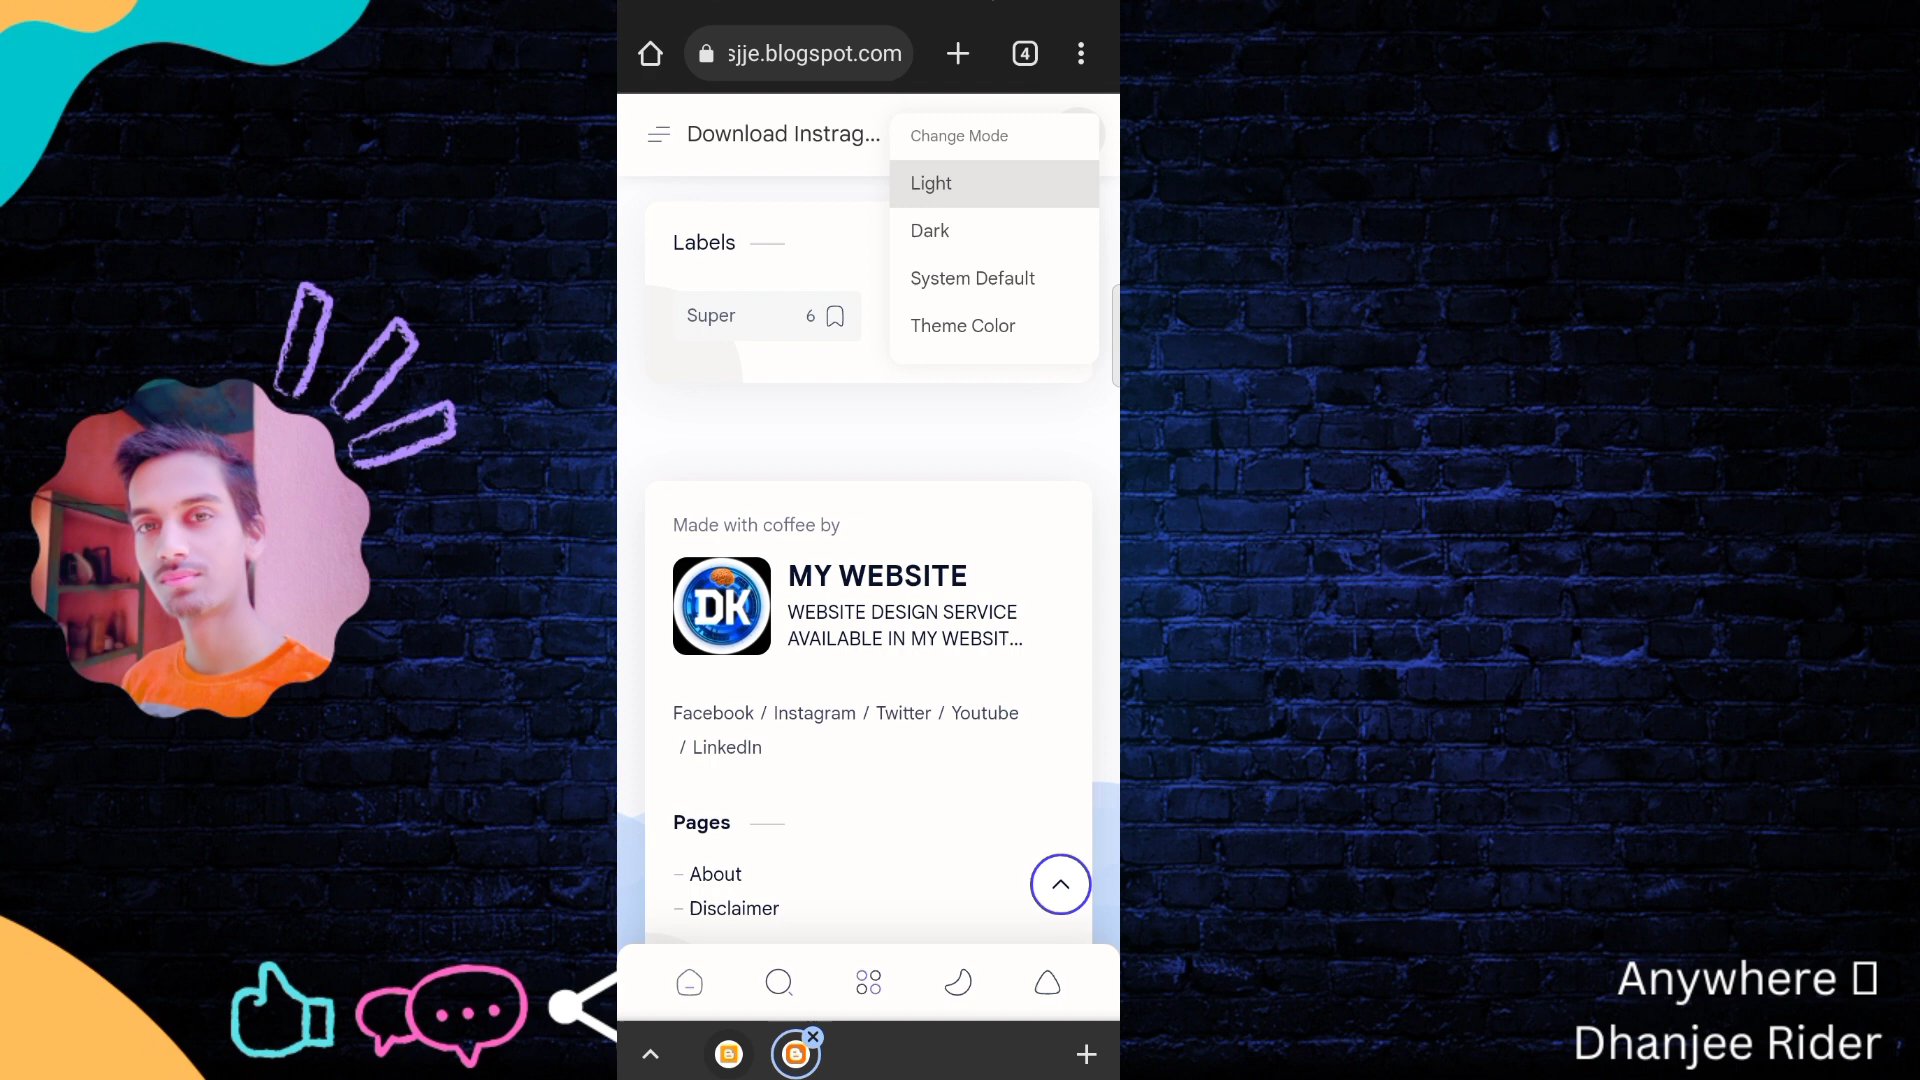 sjje.blogspot.com
4
Download Instrag...
Change Mode
Light
Dark
System Default
Theme Color
Labels
Super 6
Made with coffee by
DK
MY WEBSITE
WEBSITE DESIGN SERVICE
AVAILABLE IN MY WEBSIT...
Facebook / Instagram / Twitter / Youtube
/ LinkedIn
Pages
– About
– Disclaimer
Anywhere
Dhanjee Rider